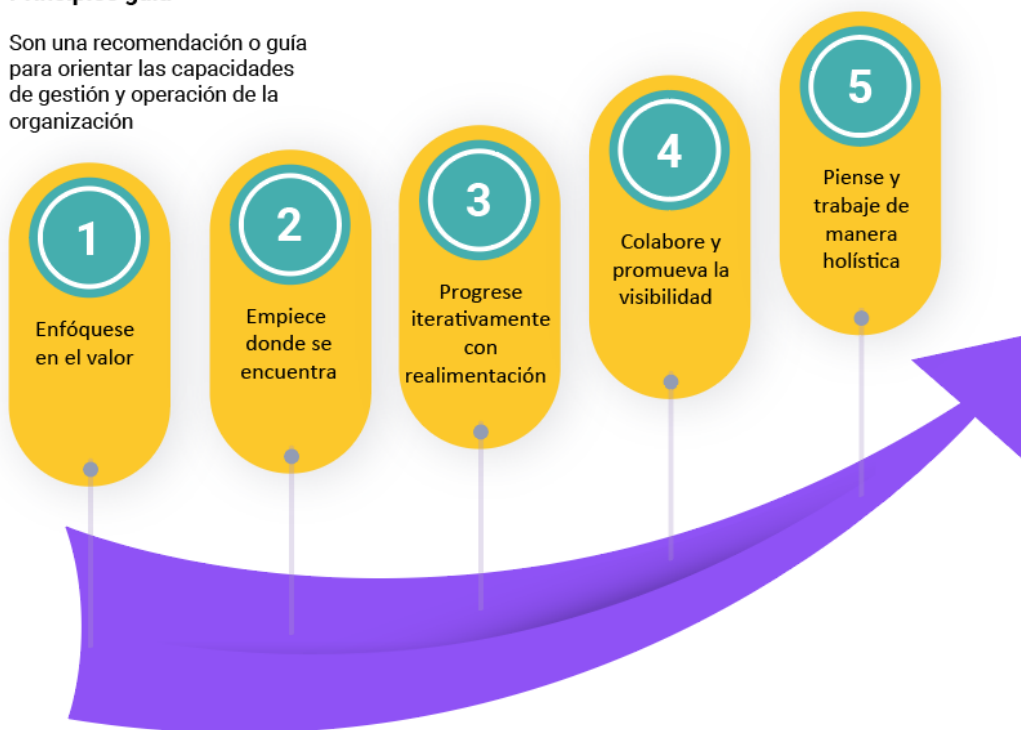 Son una recomendación o guía
para orientar las capacidades
de gestión y operación de la
organización
1
Enfóquese
en el valor
2
Empiece
donde se
encuentra
3
Progrese
iterativamente
con
realimentación
4
Colabore y
promueva la
visibilidad
5
Piense y
trabaje de
manera
holística